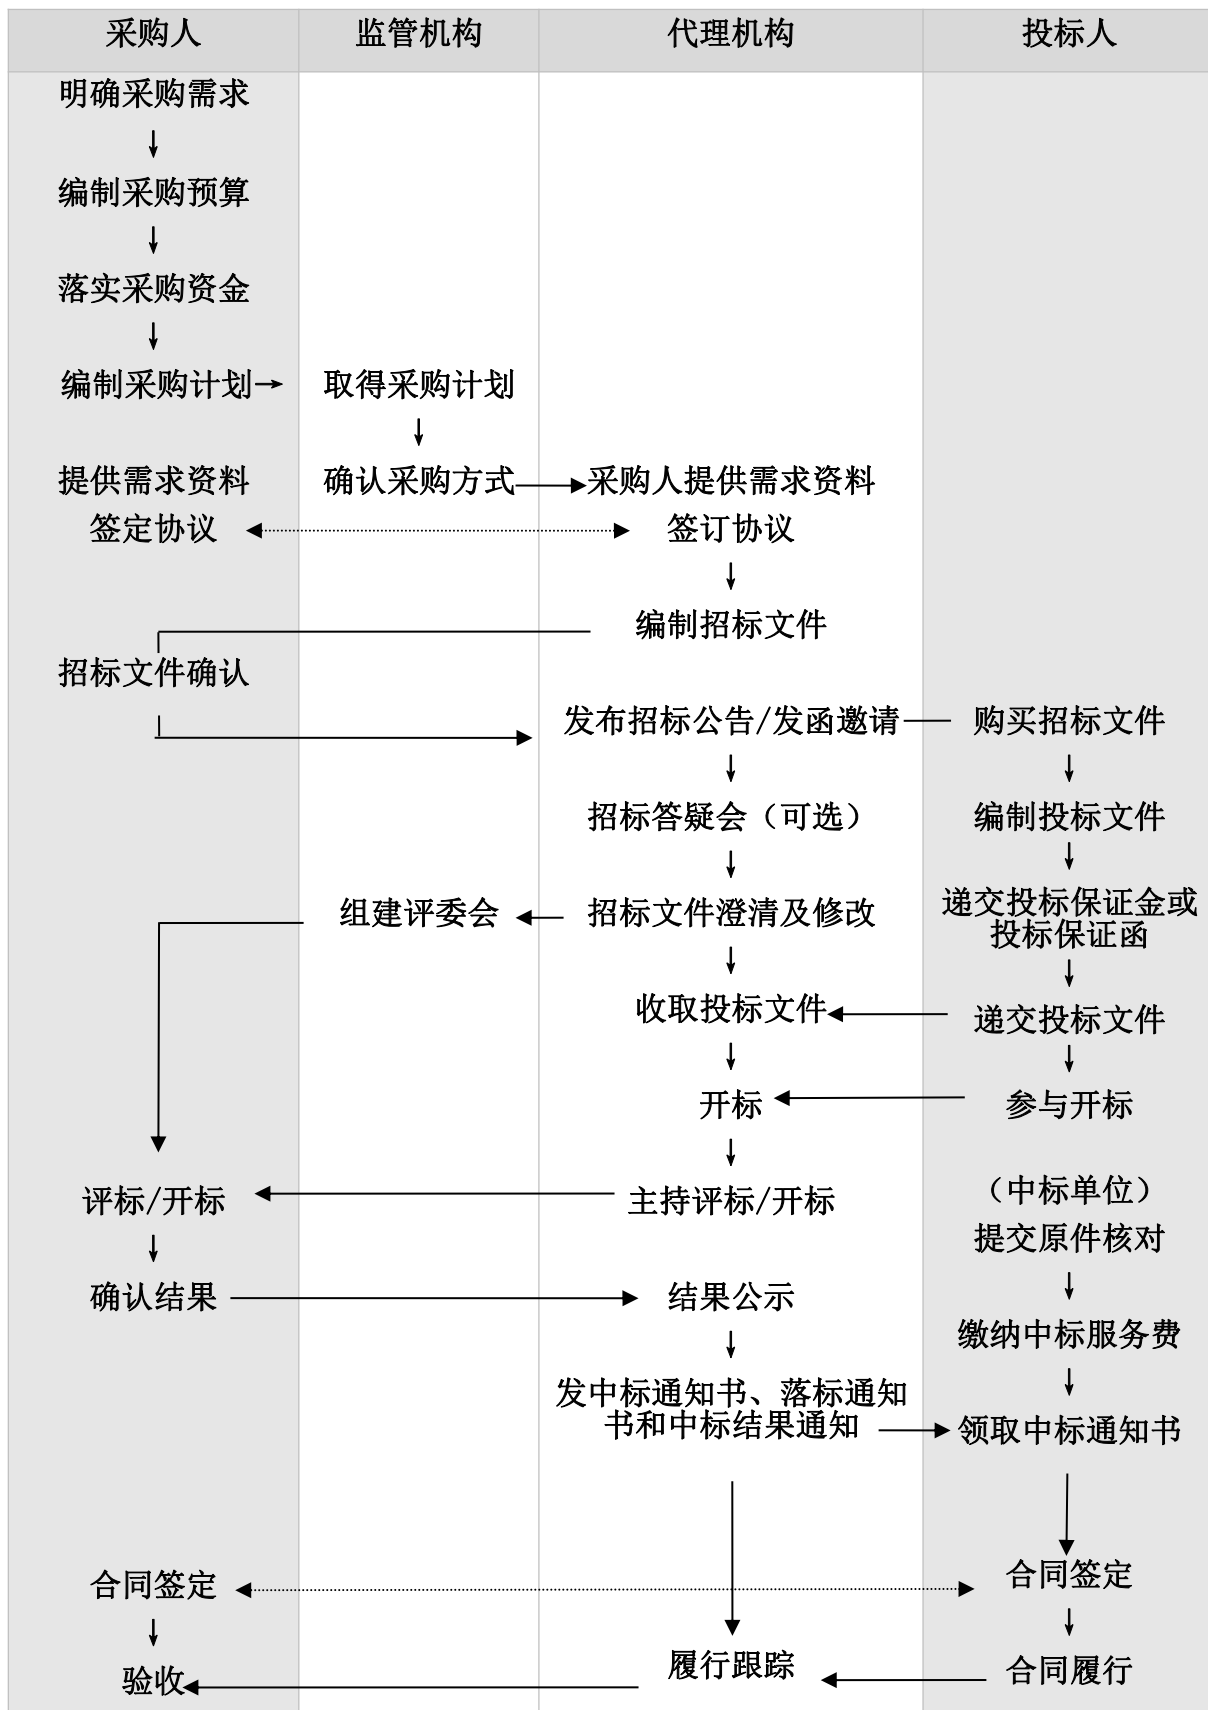 采购人
监管机构
代理机构
投标人
明确采购需求
编制采购预算
落实采购资金
编制采购计划
取得采购计划
提供需求资料
确认采购方式
采购人提供需求资料
签定协议
签订协议
编制招标文件
招标文件确认
发布招标公告/发函邀请
购买招标文件
招标答疑会（可选）
编制投标文件
组建评委会
招标文件澄清及修改
递交投标保证金或
投标保证函
收取投标文件
递交投标文件
开标
参与开标
评标/开标
主持评标/开标
（中标单位）
提交原件核对
确认结果
结果公示
缴纳中标服务费
发中标通知书、落标通知
书和中标结果通知
领取中标通知书
合同签定
合同签定
验收
履行跟踪
合同履行